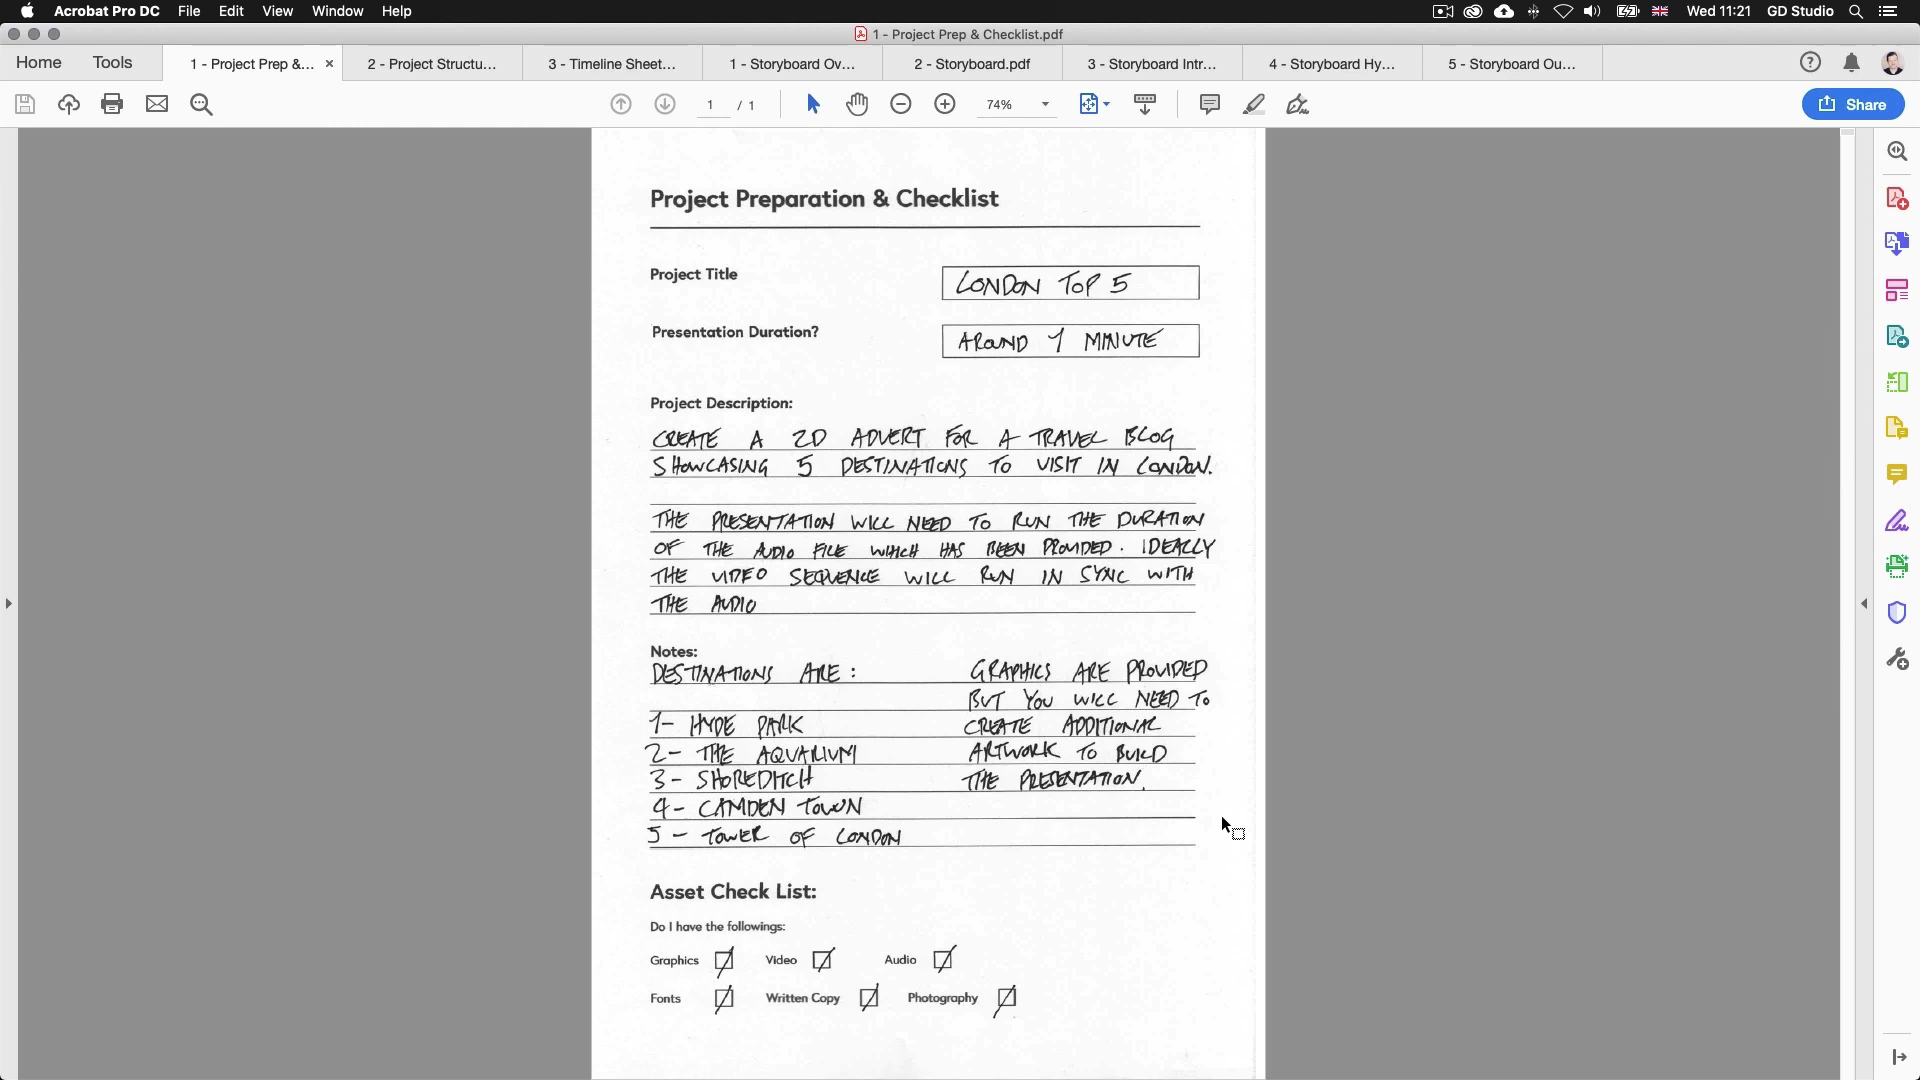 Acrobat Pro DC File Edit View Window Help
Wed 11:21 GD Studio
1 - Project Prep & Checklist.pdf
Home Tools
1 - Project Prep &... ×
2 - Project Structu...
3 - Timeline Sheet...
1 - Storyboard Ov...
2 - Storyboard.pdf
3 - Storyboard Intr...
4 - Storyboard Hy...
5 - Storyboard Ou...
1 / 1
74%
Share
Project Preparation & Checklist
Project Title
LONDON TOP 5
Presentation Duration?
AROUND 1 MINUTE
Project Description:
CREATE A 2D ADVERT FOR A TRAVEL BLOG
SHOWCASING 5 DESTINATIONS TO VISIT IN LONDON.
THE PRESENTATION WILL NEED TO RUN THE DURATION
OF THE AUDIO FILE WHICH HAS BEEN PROVIDED. IDEALLY
THE VIDEO SEQUENCE WILL RUN IN SYNC WITH
THE AUDIO
Notes:
DESTINATIONS ARE :
1- HYDE PARK
2- THE AQUARIUM
3- SHOREDITCH
4- CAMDEN TOWN
5 - TOWER OF LONDON
GRAPHICS ARE PROVIDED
BUT YOU WILL NEED TO
CREATE ADDITIONAL
ARTWORK TO BUILD
THE PRESENTATION.
Asset Check List:
Do I have the followings:
Graphics Video Audio
Fonts Written Copy Photography